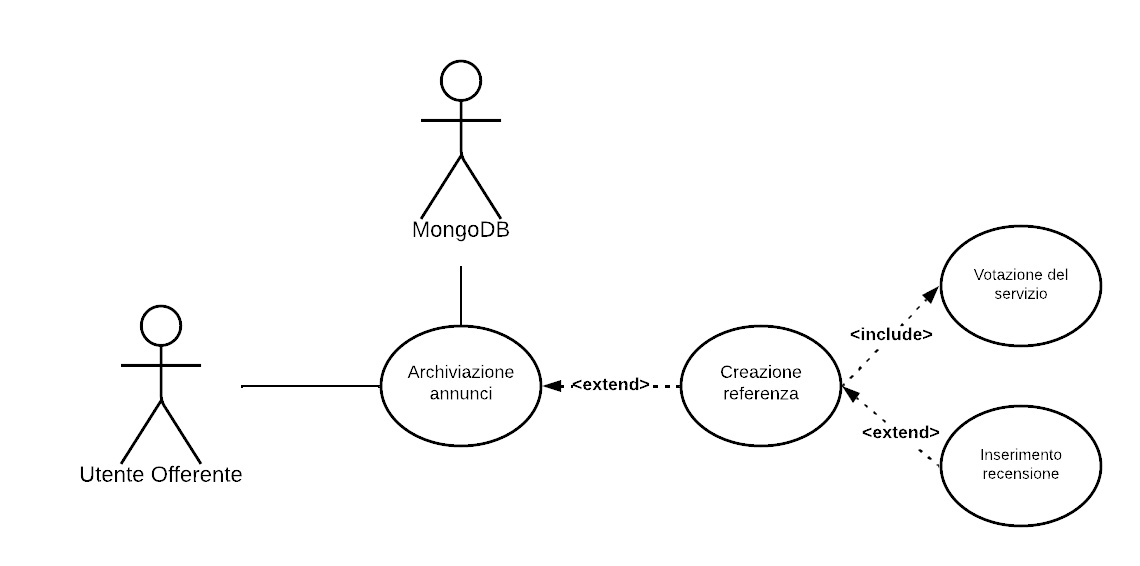 MongoDB
Utente Offerente
Archiviazione
annunci
<extend>
Creazione
referenza
<include>
<extend>
Votazione del
servizio
Inserimento
recensione